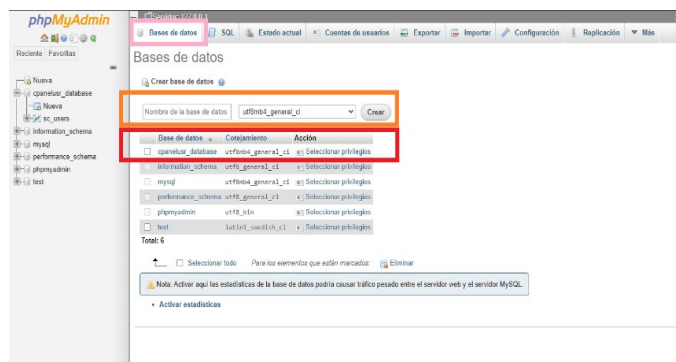 phpMyAdmin
Reciente Favoritas
Nueva
cpanelusr_database
Nueva
sc_users
information_schema
mysql
performance_schema
phpmyadmin
test
Servidor: 127.0.0.1
Bases de datos SQL Estado actual Cuentas de usuarios Exportar Importar Configuración Replicación Más
Bases de datos
Crear base de datos
Nombre de la base de datos utf8mb4_general_ci Crear
Base de datos Cotejamiento Acción
cpanelusr_database utf8mb4_general_ci Seleccionar privilegios
information_schema utf8_general_ci Seleccionar privilegios
mysql utf8mb4_general_ci Seleccionar privilegios
performance_schema utf8_general_ci Seleccionar privilegios
phpmyadmin utf8_bin Seleccionar privilegios
test latin1_swedish_ci Seleccionar privilegios
Total: 6
Seleccionar todo Para los elementos que están marcados: Eliminar
Nota: Activar aquí las estadísticas de la base de datos podría causar tráfico pesado entre el servidor web y el servidor MySQL.
Activar estadísticas